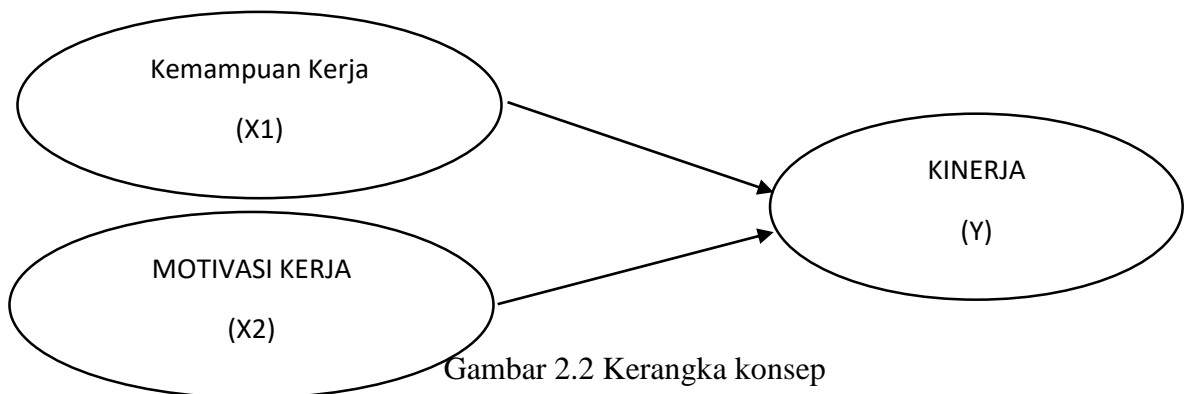 Kemampuan Kerja
(X1)
MOTIVASI KERJA
(X2)
KINERJA
(Y)
Gambar 2.2 Kerangka konsep